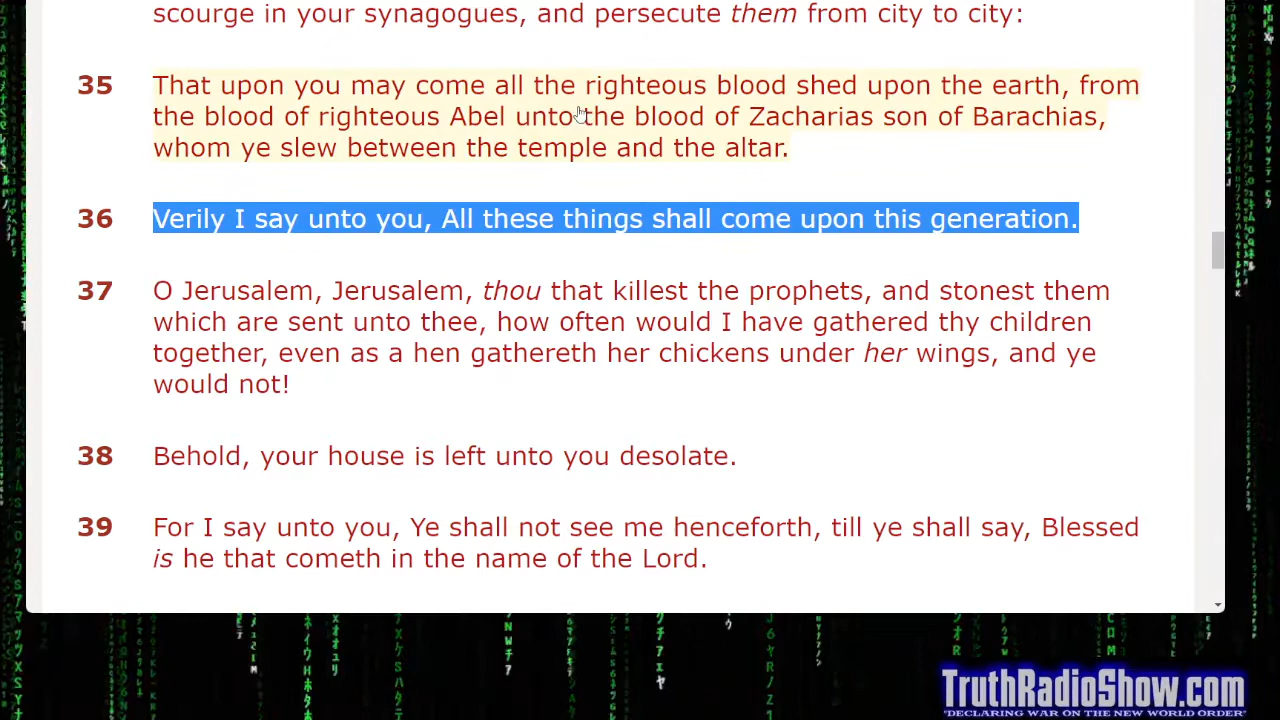 scourge in your synagogues, and persecute them from city to city:
35 That upon you may come all the righteous blood shed upon the earth, from
the blood of righteous Abel unto the blood of Zacharias son of Barachias,
whom ye slew between the temple and the altar.
36 Verily I say unto you, All these things shall come upon this generation.
37 O Jerusalem, Jerusalem, thou that killest the prophets, and stonest them
which are sent unto thee, how often would I have gathered thy children
together, even as a hen gathereth her chickens under her wings, and ye
would not!
38 Behold, your house is left unto you desolate.
39 For I say unto you, Ye shall not see me henceforth, till ye shall say, Blessed
is he that cometh in the name of the Lord.
TruthRadioShow.com
"DECLARING WAR ON THE NEW WORLD ORDER"